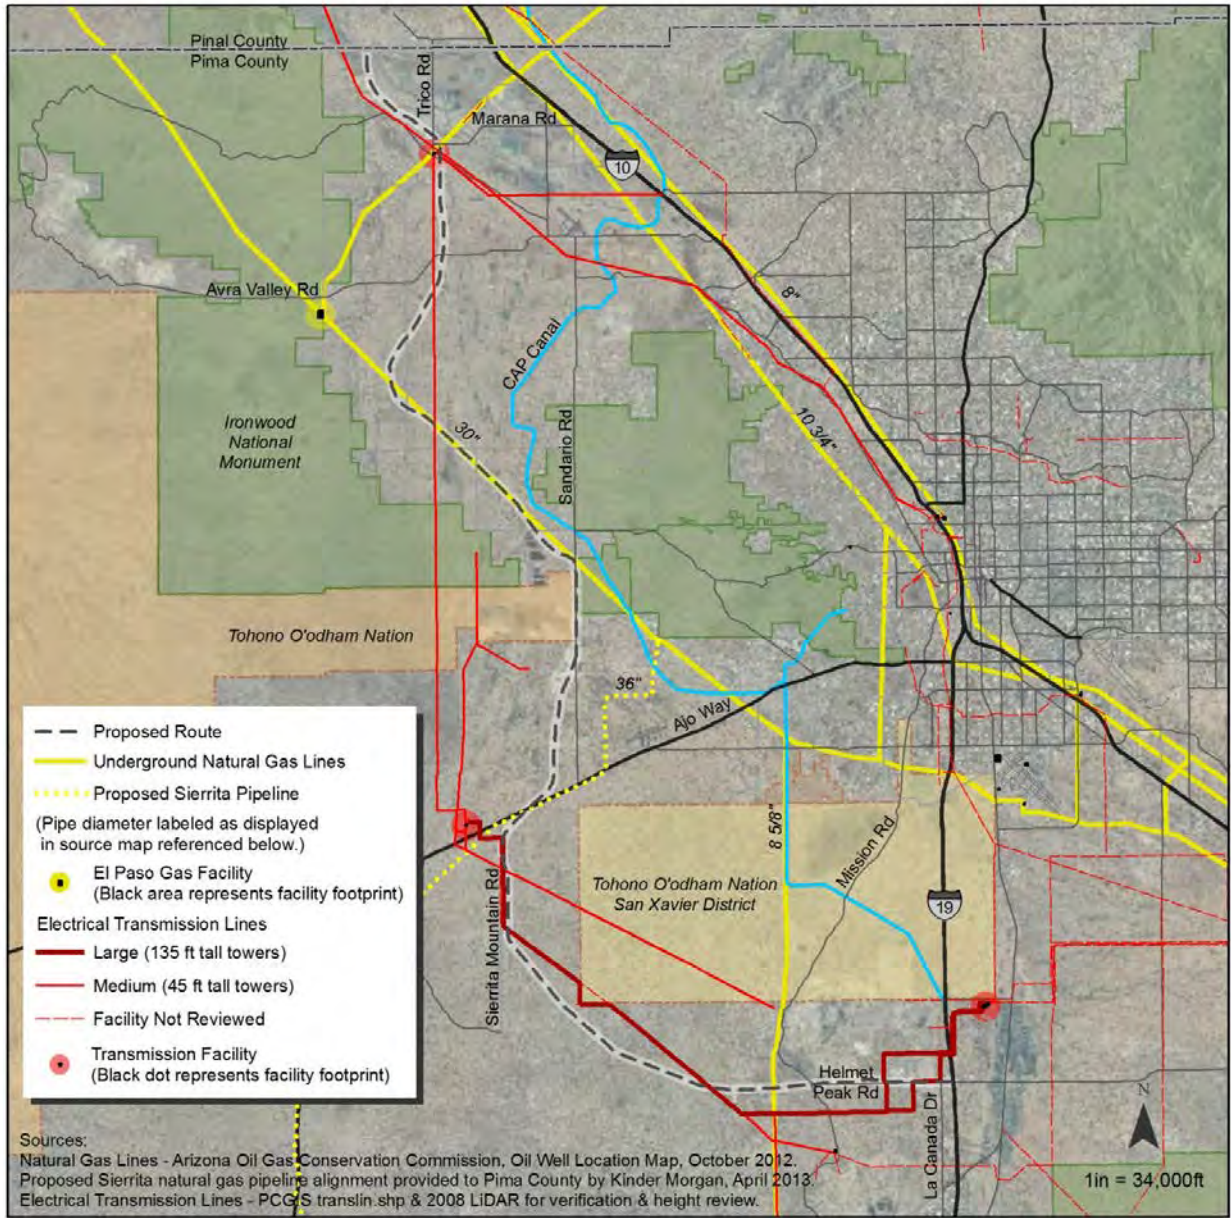 Pinal County
Pima County
Trico Rd
Marana Rd
10
Avra Valley Rd
8"
CAP Canal
Ironwood
National
Monument
30"
Sandario Rd
10 3/4"
Tohono O'odham Nation
36"
Ajo Way
Proposed Route
Underground Natural Gas Lines
Proposed Sierrita Pipeline
(Pipe diameter labeled as displayed
in source map referenced below.)
El Paso Gas Facility
(Black area represents facility footprint)
Electrical Transmission Lines
Large (135 ft tall towers)
Medium (45 ft tall towers)
Facility Not Reviewed
Transmission Facility
(Black dot represents facility footprint)
8 5/8"
Mission Rd
Tohono O'odham Nation
San Xavier District
19
Sierrita Mountain Rd
Helmet
Peak Rd
La Canada Dr
N
1in = 34,000ft
Sources:
Natural Gas Lines - Arizona Oil Gas Conservation Commission, Oil Well Location Map, October 2012.
Proposed Sierrita natural gas pipeline alignment provided to Pima County by Kinder Morgan, April 2013.
Electrical Transmission Lines - PCGIS translin.shp & 2008 LiDAR for verification & height review.